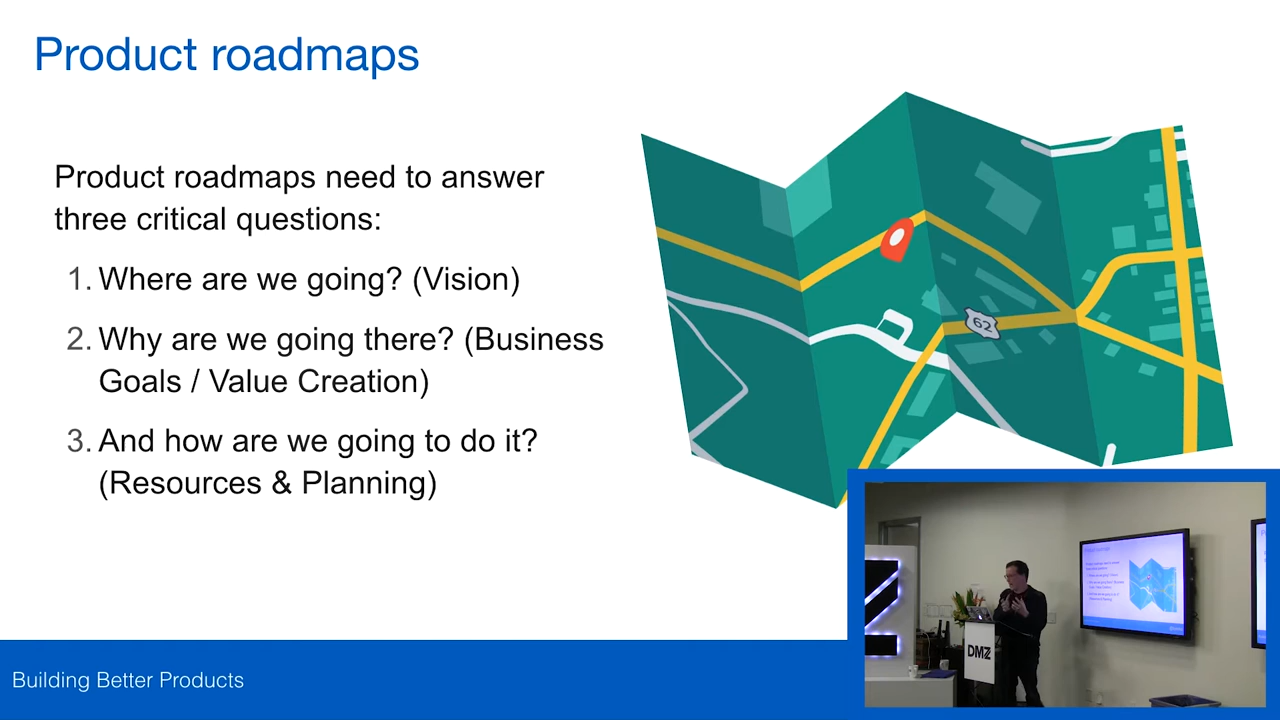 Product roadmaps
Product roadmaps need to answer
three critical questions:
1. Where are we going? (Vision)
2. Why are we going there? (Business
Goals / Value Creation)
3. And how are we going to do it?
(Resources & Planning)
62
DMZ
Building Better Products